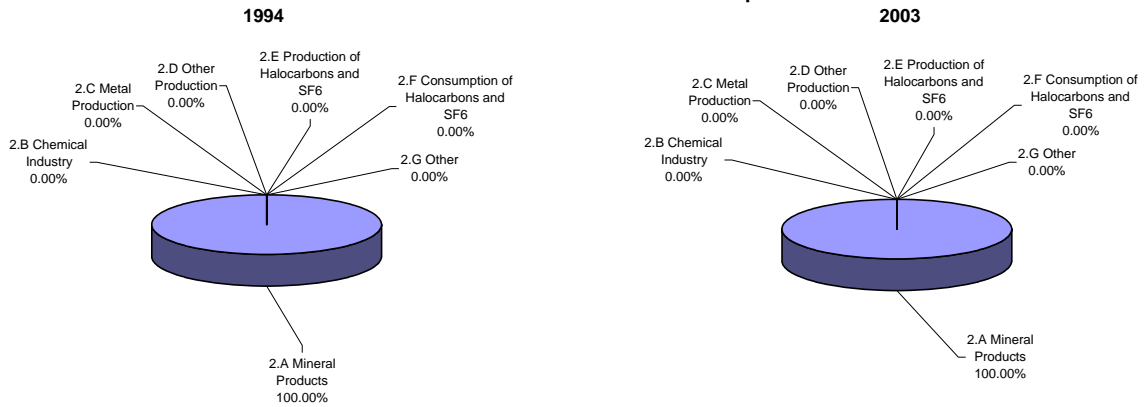 1994
2.E Production of
Halocarbons and
SF6
0.00%
2.D Other
Production
0.00%
2.F Consumption of
Halocarbons and
SF6
0.00%
2.C Metal
Production
0.00%
2.B Chemical
Industry
0.00%
2.G Other
0.00%
2.A Mineral
Products
100.00%
2003
2.E Production of
Halocarbons and
SF6
0.00%
2.D Other
Production
0.00%
2.F Consumption of
Halocarbons and
SF6
0.00%
2.C Metal
Production
0.00%
2.B Chemical
Industry
0.00%
2.G Other
0.00%
2.A Mineral
Products
100.00%